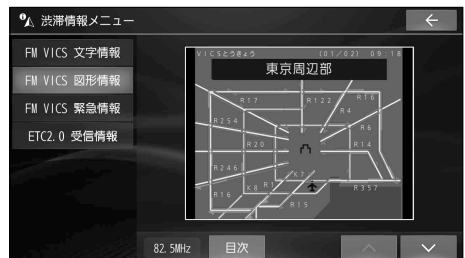 渋滞情報メニュー
FM VICS 文字情報
FM VICS 図形情報
FM VICS 緊急情報
ETC2.0 受信情報
VICSとうきょう (01/02) 09:18
東京周辺部
R17
R122
R16
R4
R254
R6
R20
R14
R246
K7
R16
K8
R1
R357
R15
82.5MHz
目次